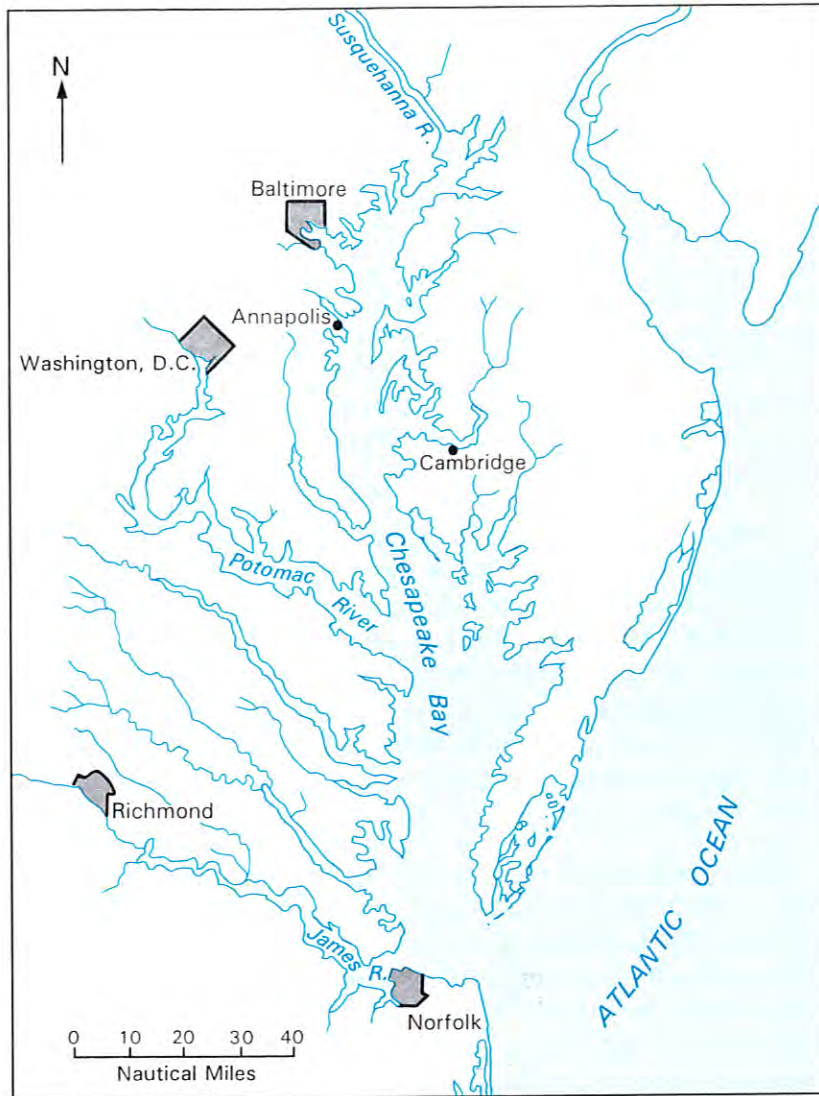 Susquehanna R.
N
Baltimore
Annapolis
Washington, D.C.
Cambridge
Potomac
River
Chesapeake
Bay
Richmond
James R.
Norfolk
ATLANTIC OCEAN
0 10 20 30 40
Nautical Miles